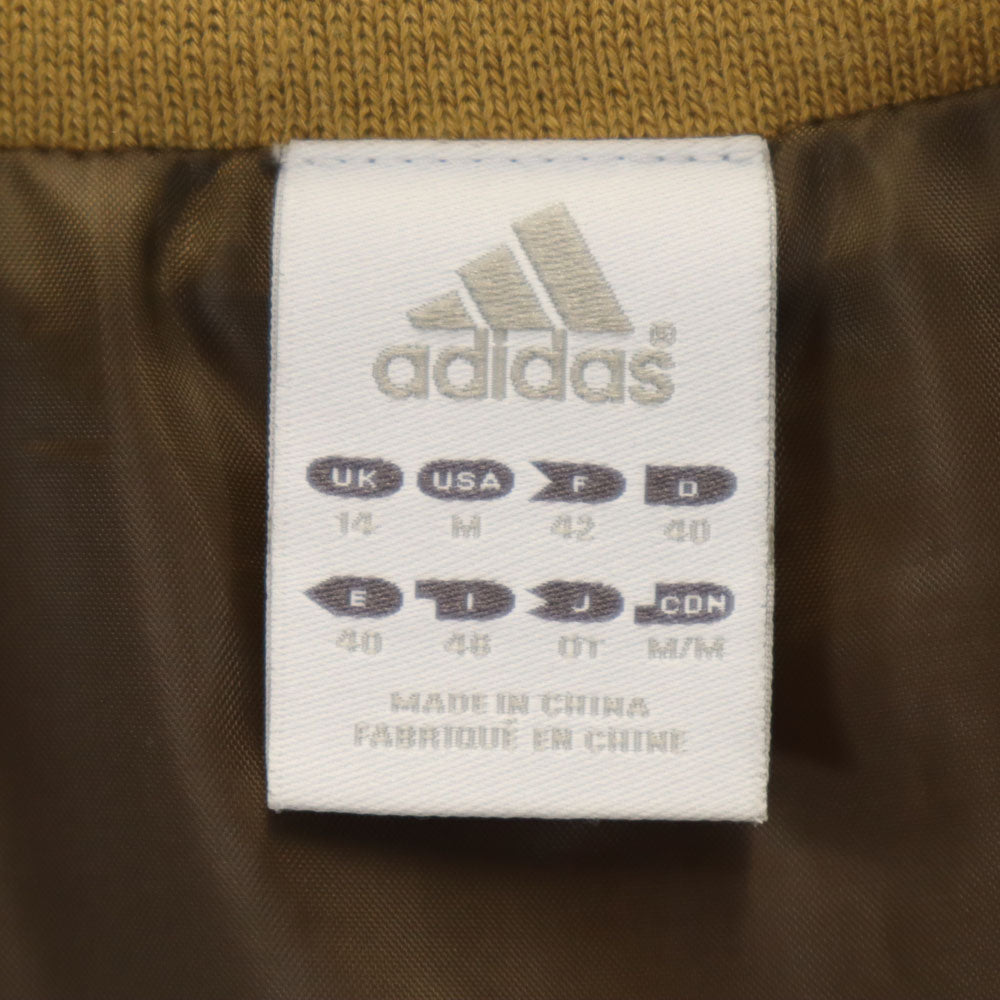 adidas®
UK USA F D
14 M 42 40
E I J CDN
40 46 OT M/M
MADE IN CHINA
FABRIQUÉ EN CHINE